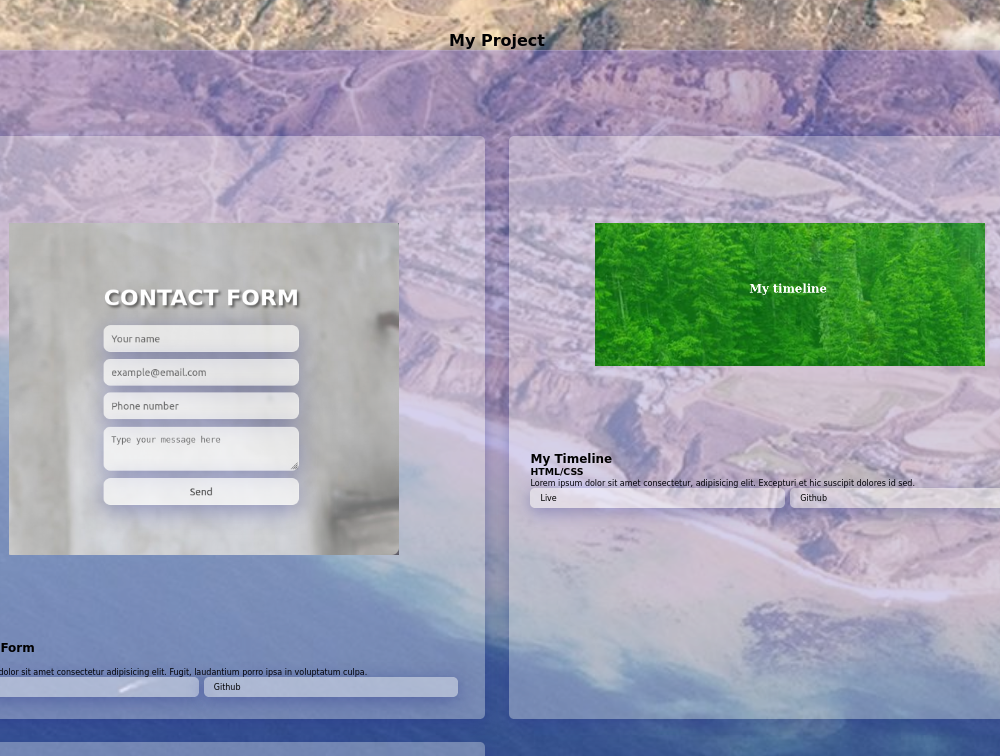 My Project
CONTACT FORM
Your name
example@email.com
Phone number
Type your message here
Send
Form
dolor sit amet consectetur adipisicing elit. Fugit, laudantium porro ipsa in voluptatum culpa.
Github
My timeline
My Timeline
HTML/CSS
Lorem ipsum dolor sit amet consectetur, adipisicing elit. Excepturi et hic suscipit dolores id sed.
Live
Github